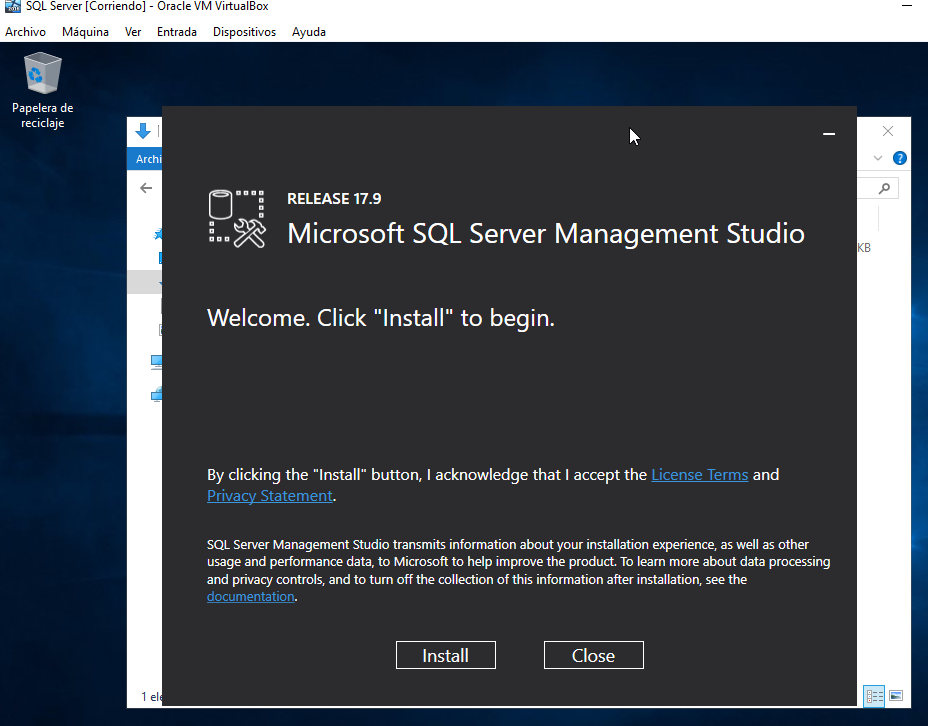 SQL Server [Corriendo] - Oracle VM VirtualBox
Archivo Máquina Ver Entrada Dispositivos Ayuda
Papelera de
reciclaje
Archi
RELEASE 17.9
Microsoft SQL Server Management Studio
KB
Welcome. Click "Install" to begin.
By clicking the "Install" button, I acknowledge that I accept the License Terms and
Privacy Statement.
SQL Server Management Studio transmits information about your installation experience, as well as other
usage and performance data, to Microsoft to help improve the product. To learn more about data processing
and privacy controls, and to turn off the collection of this information after installation, see the
documentation.
Install Close
1 ele